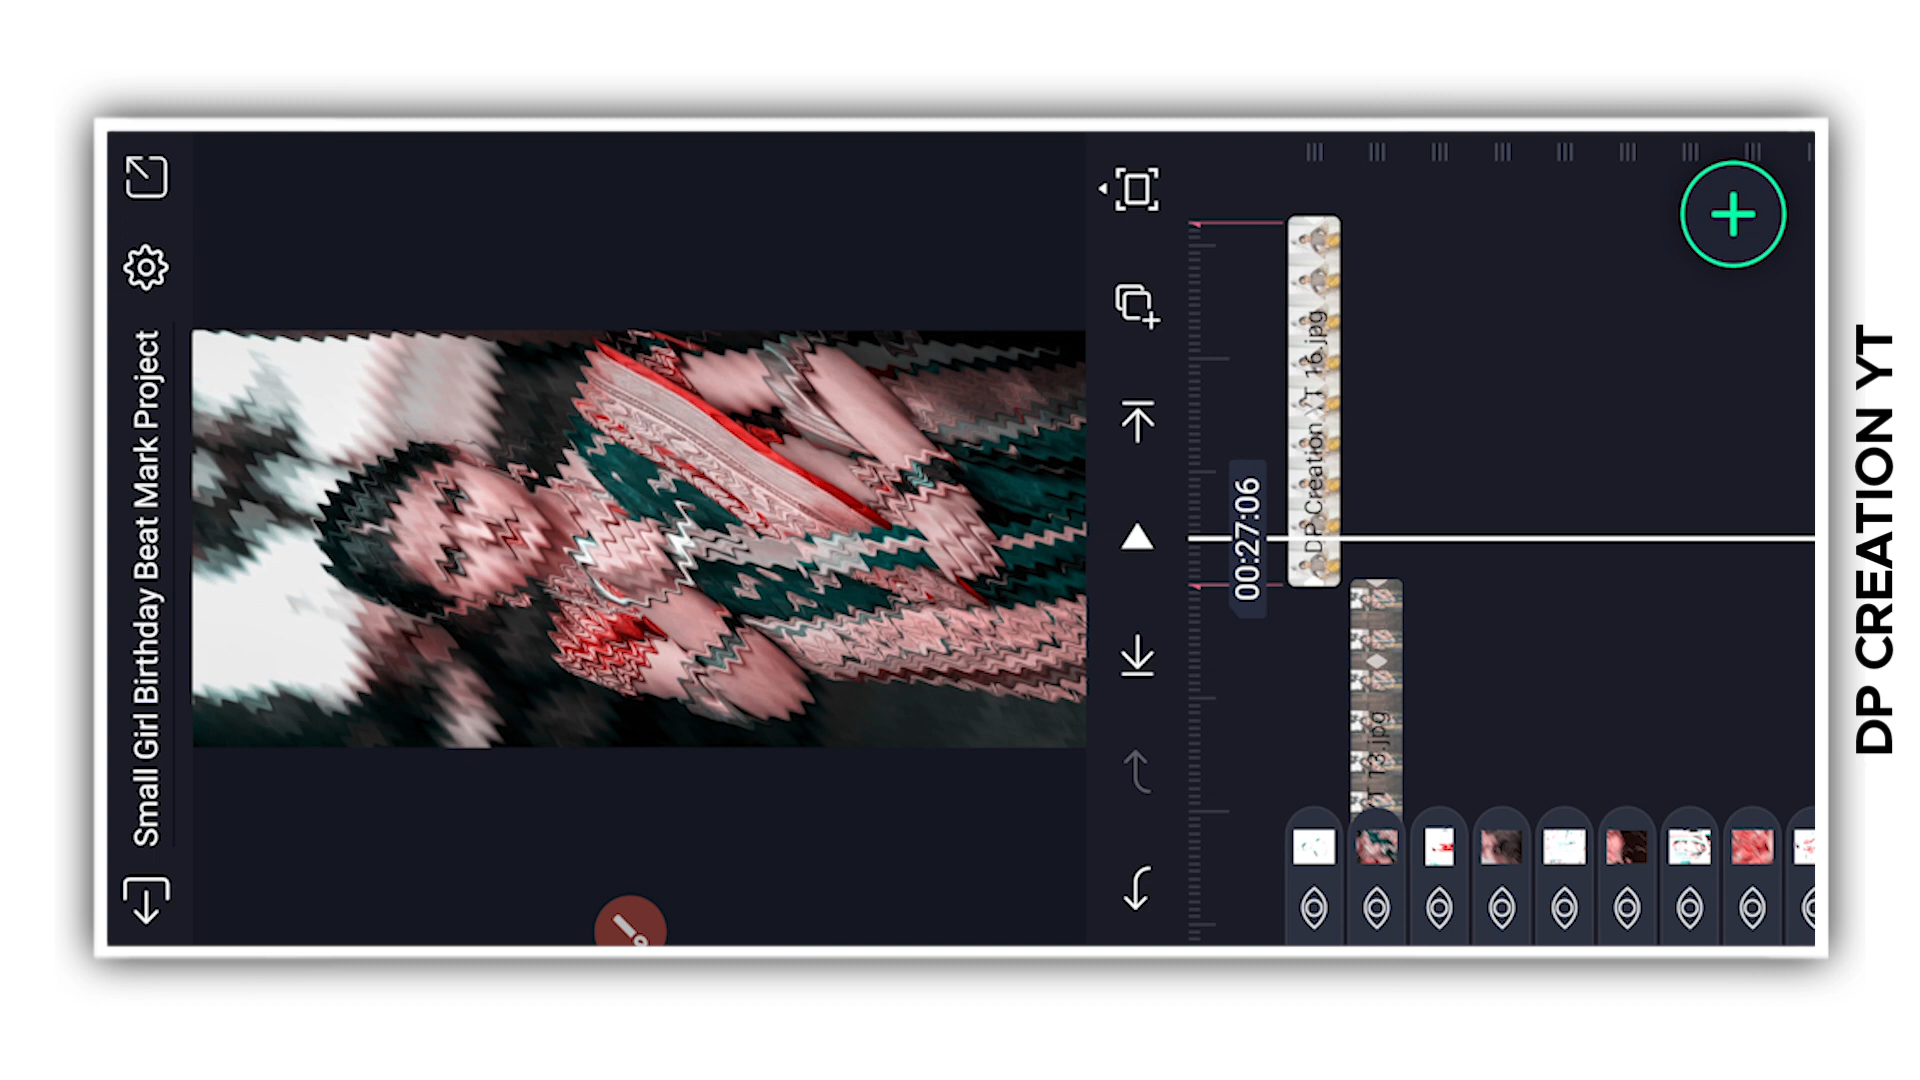 Small Girl Birthday Beat Mark Project
00:27:06
DP Creation YT 16.jpg
T 13.jpg
DP CREATION YT